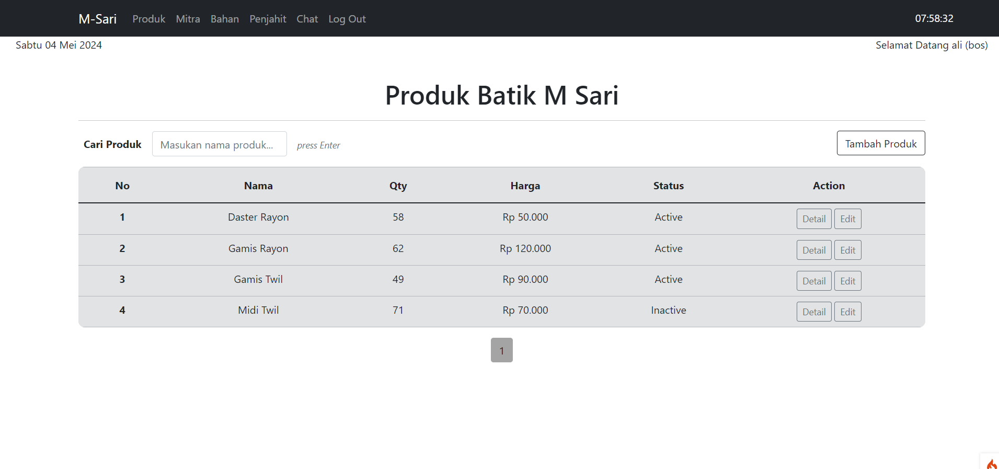 M-Sari Produk Mitra Bahan Penjahit Chat Log Out 07:58:32
Sabtu 04 Mei 2024 Selamat Datang ali (bos)
Produk Batik M Sari
Cari Produk Masukan nama produk... press Enter Tambah Produk
No Nama Qty Harga Status Action
1 Daster Rayon 58 Rp 50.000 Active Detail Edit
2 Gamis Rayon 62 Rp 120.000 Active Detail Edit
3 Gamis Twil 49 Rp 90.000 Active Detail Edit
4 Midi Twil 71 Rp 70.000 Inactive Detail Edit
1